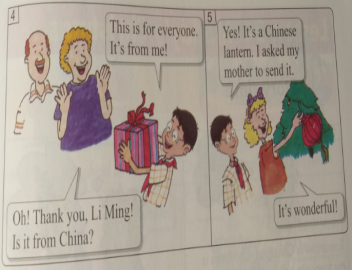 4
This is for everyone.
It's from me!
Oh! Thank you, Li Ming!
Is it from China?
5
Yes! It's a Chinese
lantern. I asked my
mother to send it.
It's wonderful!